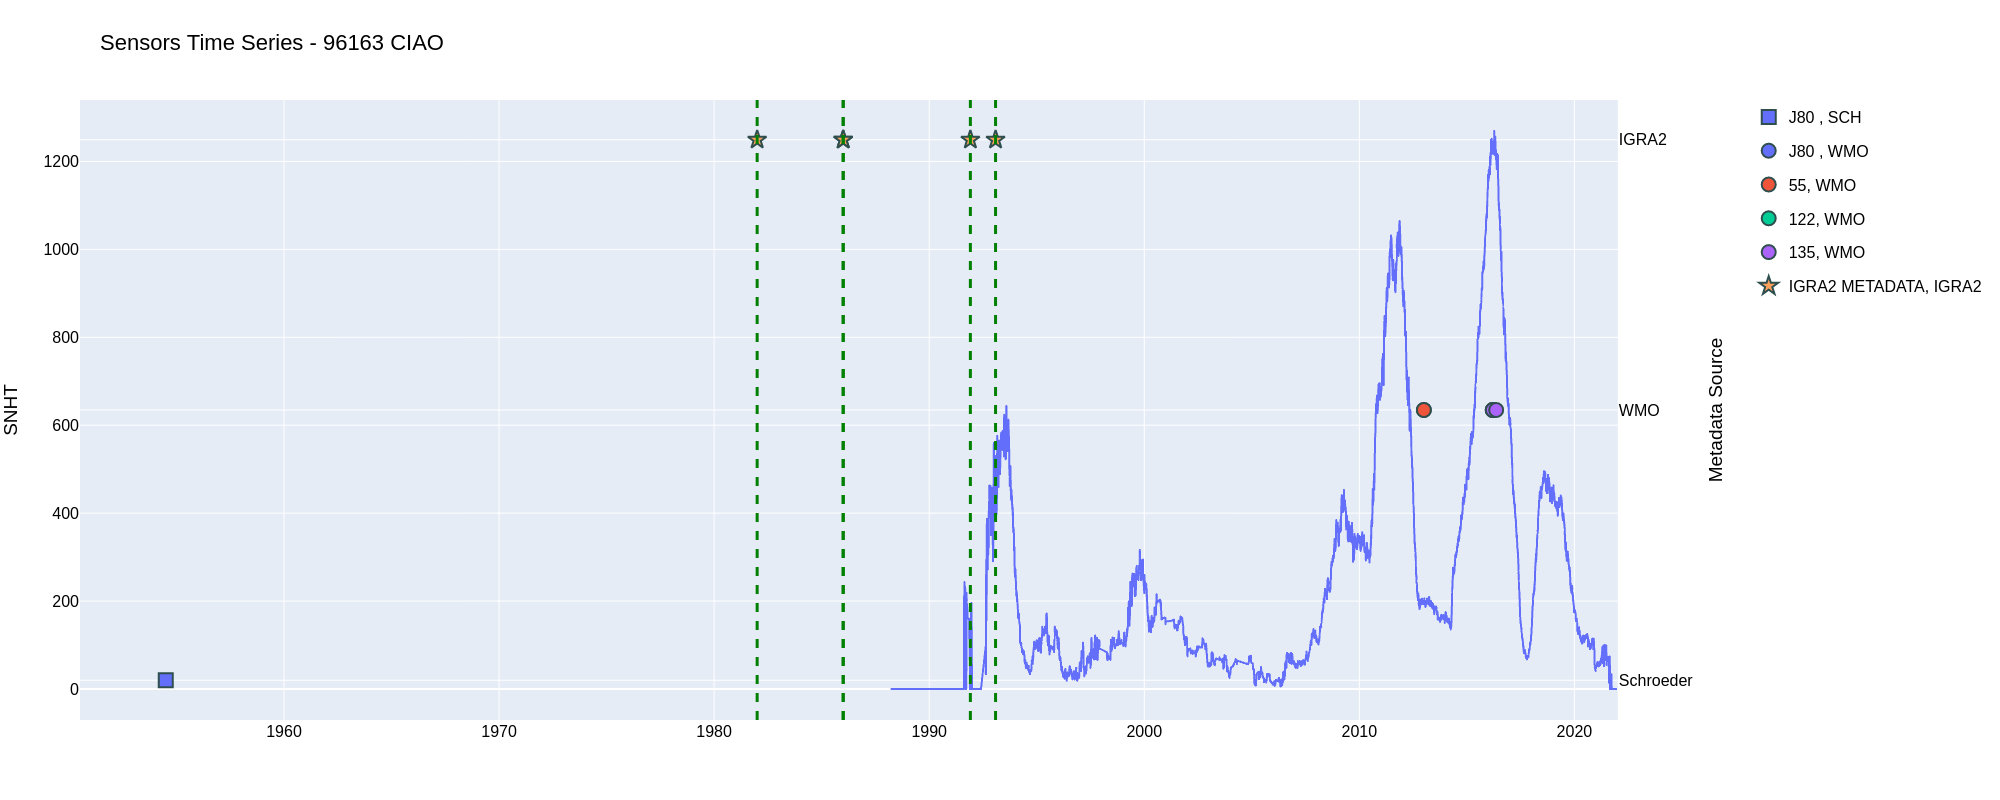 Sensors Time Series - 96163 CIAO
SNHT
1200
1000
800
600
400
200
0
1960
1970
1980
1990
2000
2010
2020
IGRA2
WMO
Schroeder
Metadata Source
J80 , SCH
J80 , WMO
55, WMO
122, WMO
135, WMO
IGRA2 METADATA, IGRA2